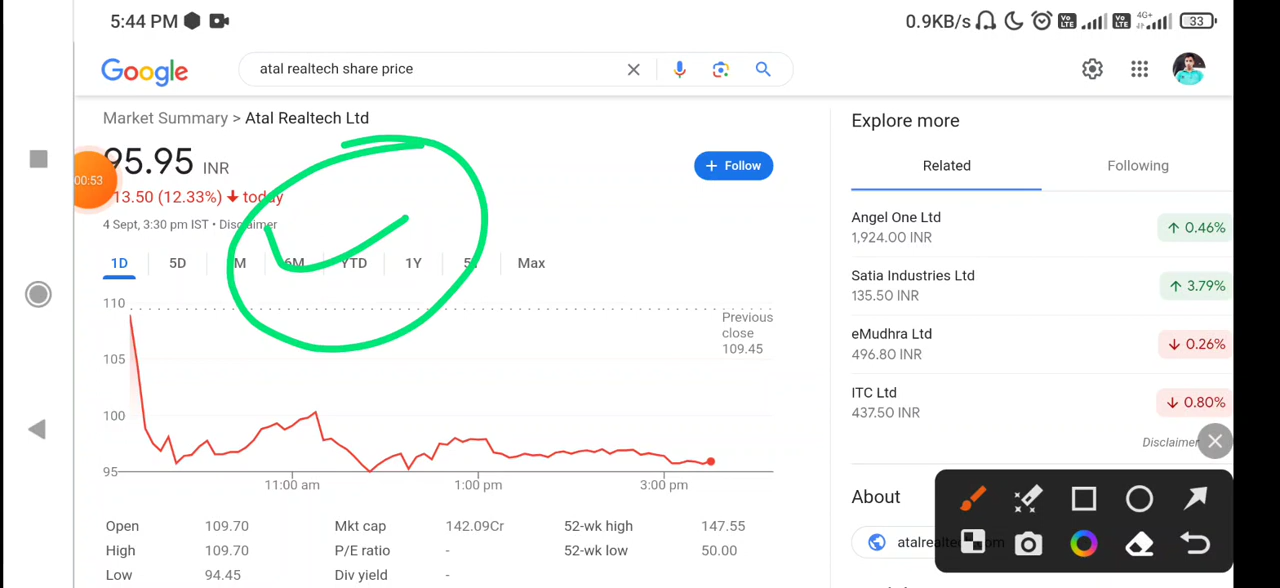 5:44 PM
0.9KB/s Vo LTE Vo LTE 4G+ 33
Google
atal realtech share price
Market Summary > Atal Realtech Ltd
95.95 INR
00:53
13.50 (12.33%) today
4 Sept, 3:30 pm IST • Disclaimer
+ Follow
1D 5D 6M YTD 1Y Max
110
105
100
95
Previous
close
109.45
11:00 am 1:00 pm 3:00 pm
Open 109.70 Mkt cap 142.09Cr 52-wk high 147.55
High 109.70 P/E ratio - 52-wk low 50.00
Low 94.45 Div yield -
Explore more
Related Following
Angel One Ltd
1,924.00 INR
↑ 0.46%
Satia Industries Ltd
135.50 INR
↑ 3.79%
eMudhra Ltd
496.80 INR
↓ 0.26%
ITC Ltd
437.50 INR
↓ 0.80%
Disclaimer
About